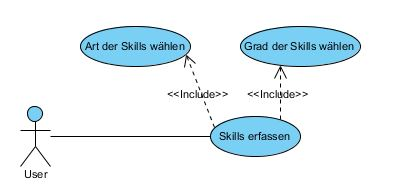 Art der Skills wählen
Grad der Skills wählen
<<Include>>
<<Include>>
Skills erfassen
User